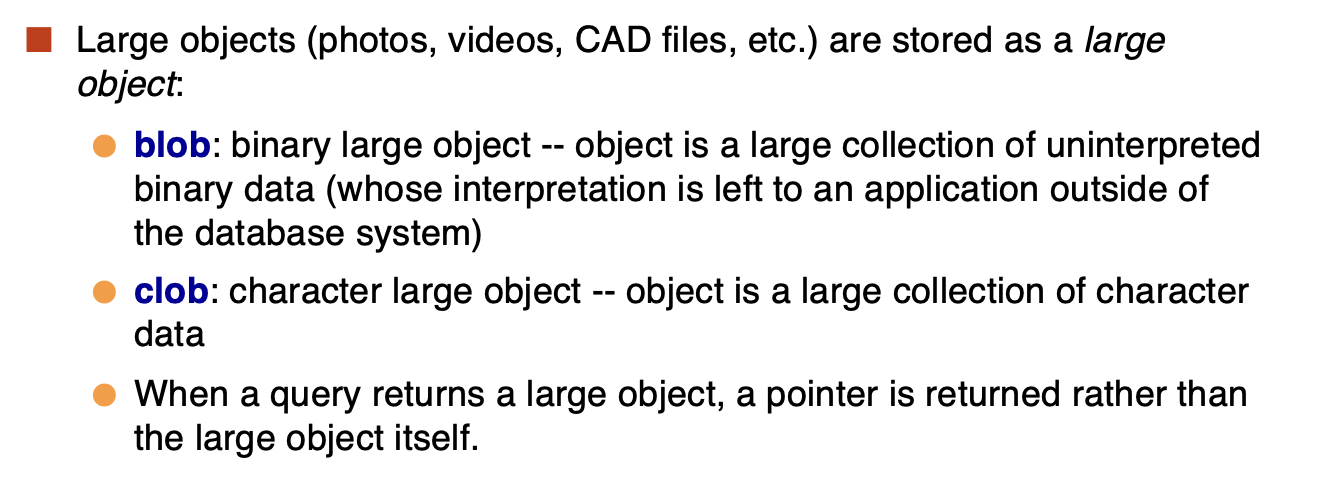 Large objects (photos, videos, CAD files, etc.) are stored as a large
object:
blob: binary large object -- object is a large collection of uninterpreted
binary data (whose interpretation is left to an application outside of
the database system)
clob: character large object -- object is a large collection of character
data
When a query returns a large object, a pointer is returned rather than
the large object itself.